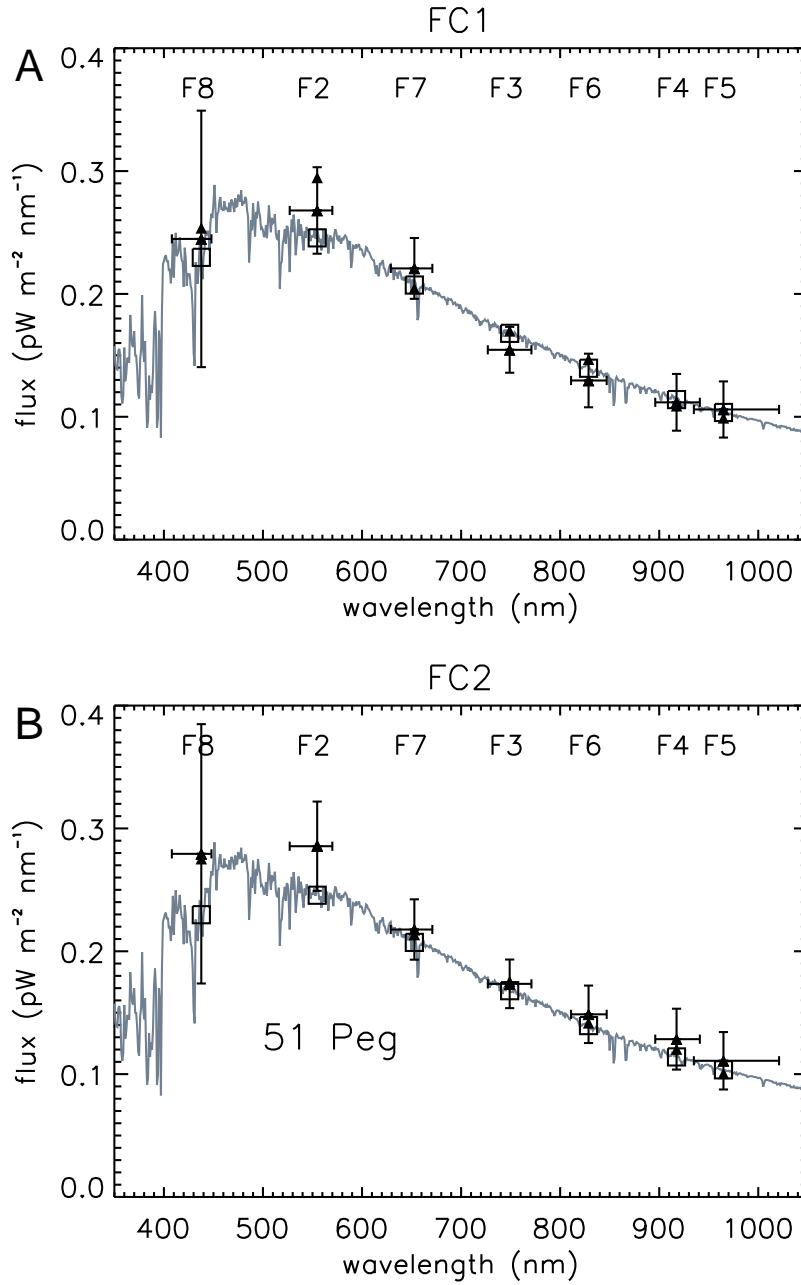 FC1
A
F8 F2 F7 F3 F6 F4 F5
0.4
0.3
0.2
0.1
0.0
flux (pW m⁻² nm⁻¹)
400 500 600 700 800 900 1000
wavelength (nm)
FC2
B
F8 F2 F7 F3 F6 F4 F5
0.4
0.3
0.2
0.1
0.0
flux (pW m⁻² nm⁻¹)
51 Peg
400 500 600 700 800 900 1000
wavelength (nm)